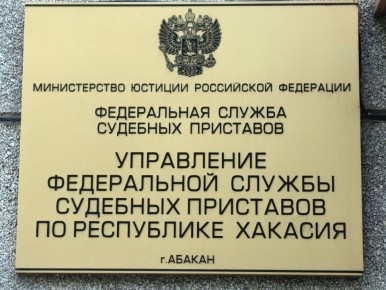 МИНИСТЕРСТВО ЮСТИЦИИ РОССИЙСКОЙ ФЕДЕРАЦИИ
ФЕДЕРАЛЬНАЯ СЛУЖБА
СУДЕБНЫХ ПРИСТАВОВ
УПРАВЛЕНИЕ
ФЕДЕРАЛЬНОЙ СЛУЖБЫ
СУДЕБНЫХ ПРИСТАВОВ
ПО РЕСПУБЛИКЕ ХАКАСИЯ
г.АБАКАН